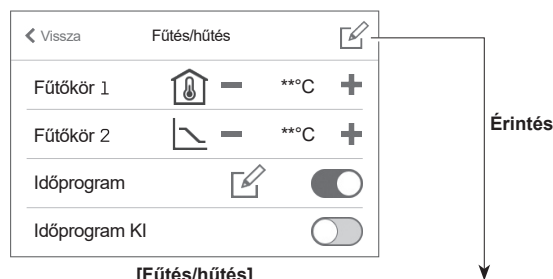 Vissza Fűtés/hűtés
Fűtőkör 1 **°C
Fűtőkör 2 **°C
Érintés
Időprogram
Időprogram KI
[Fűtés/hűtés]